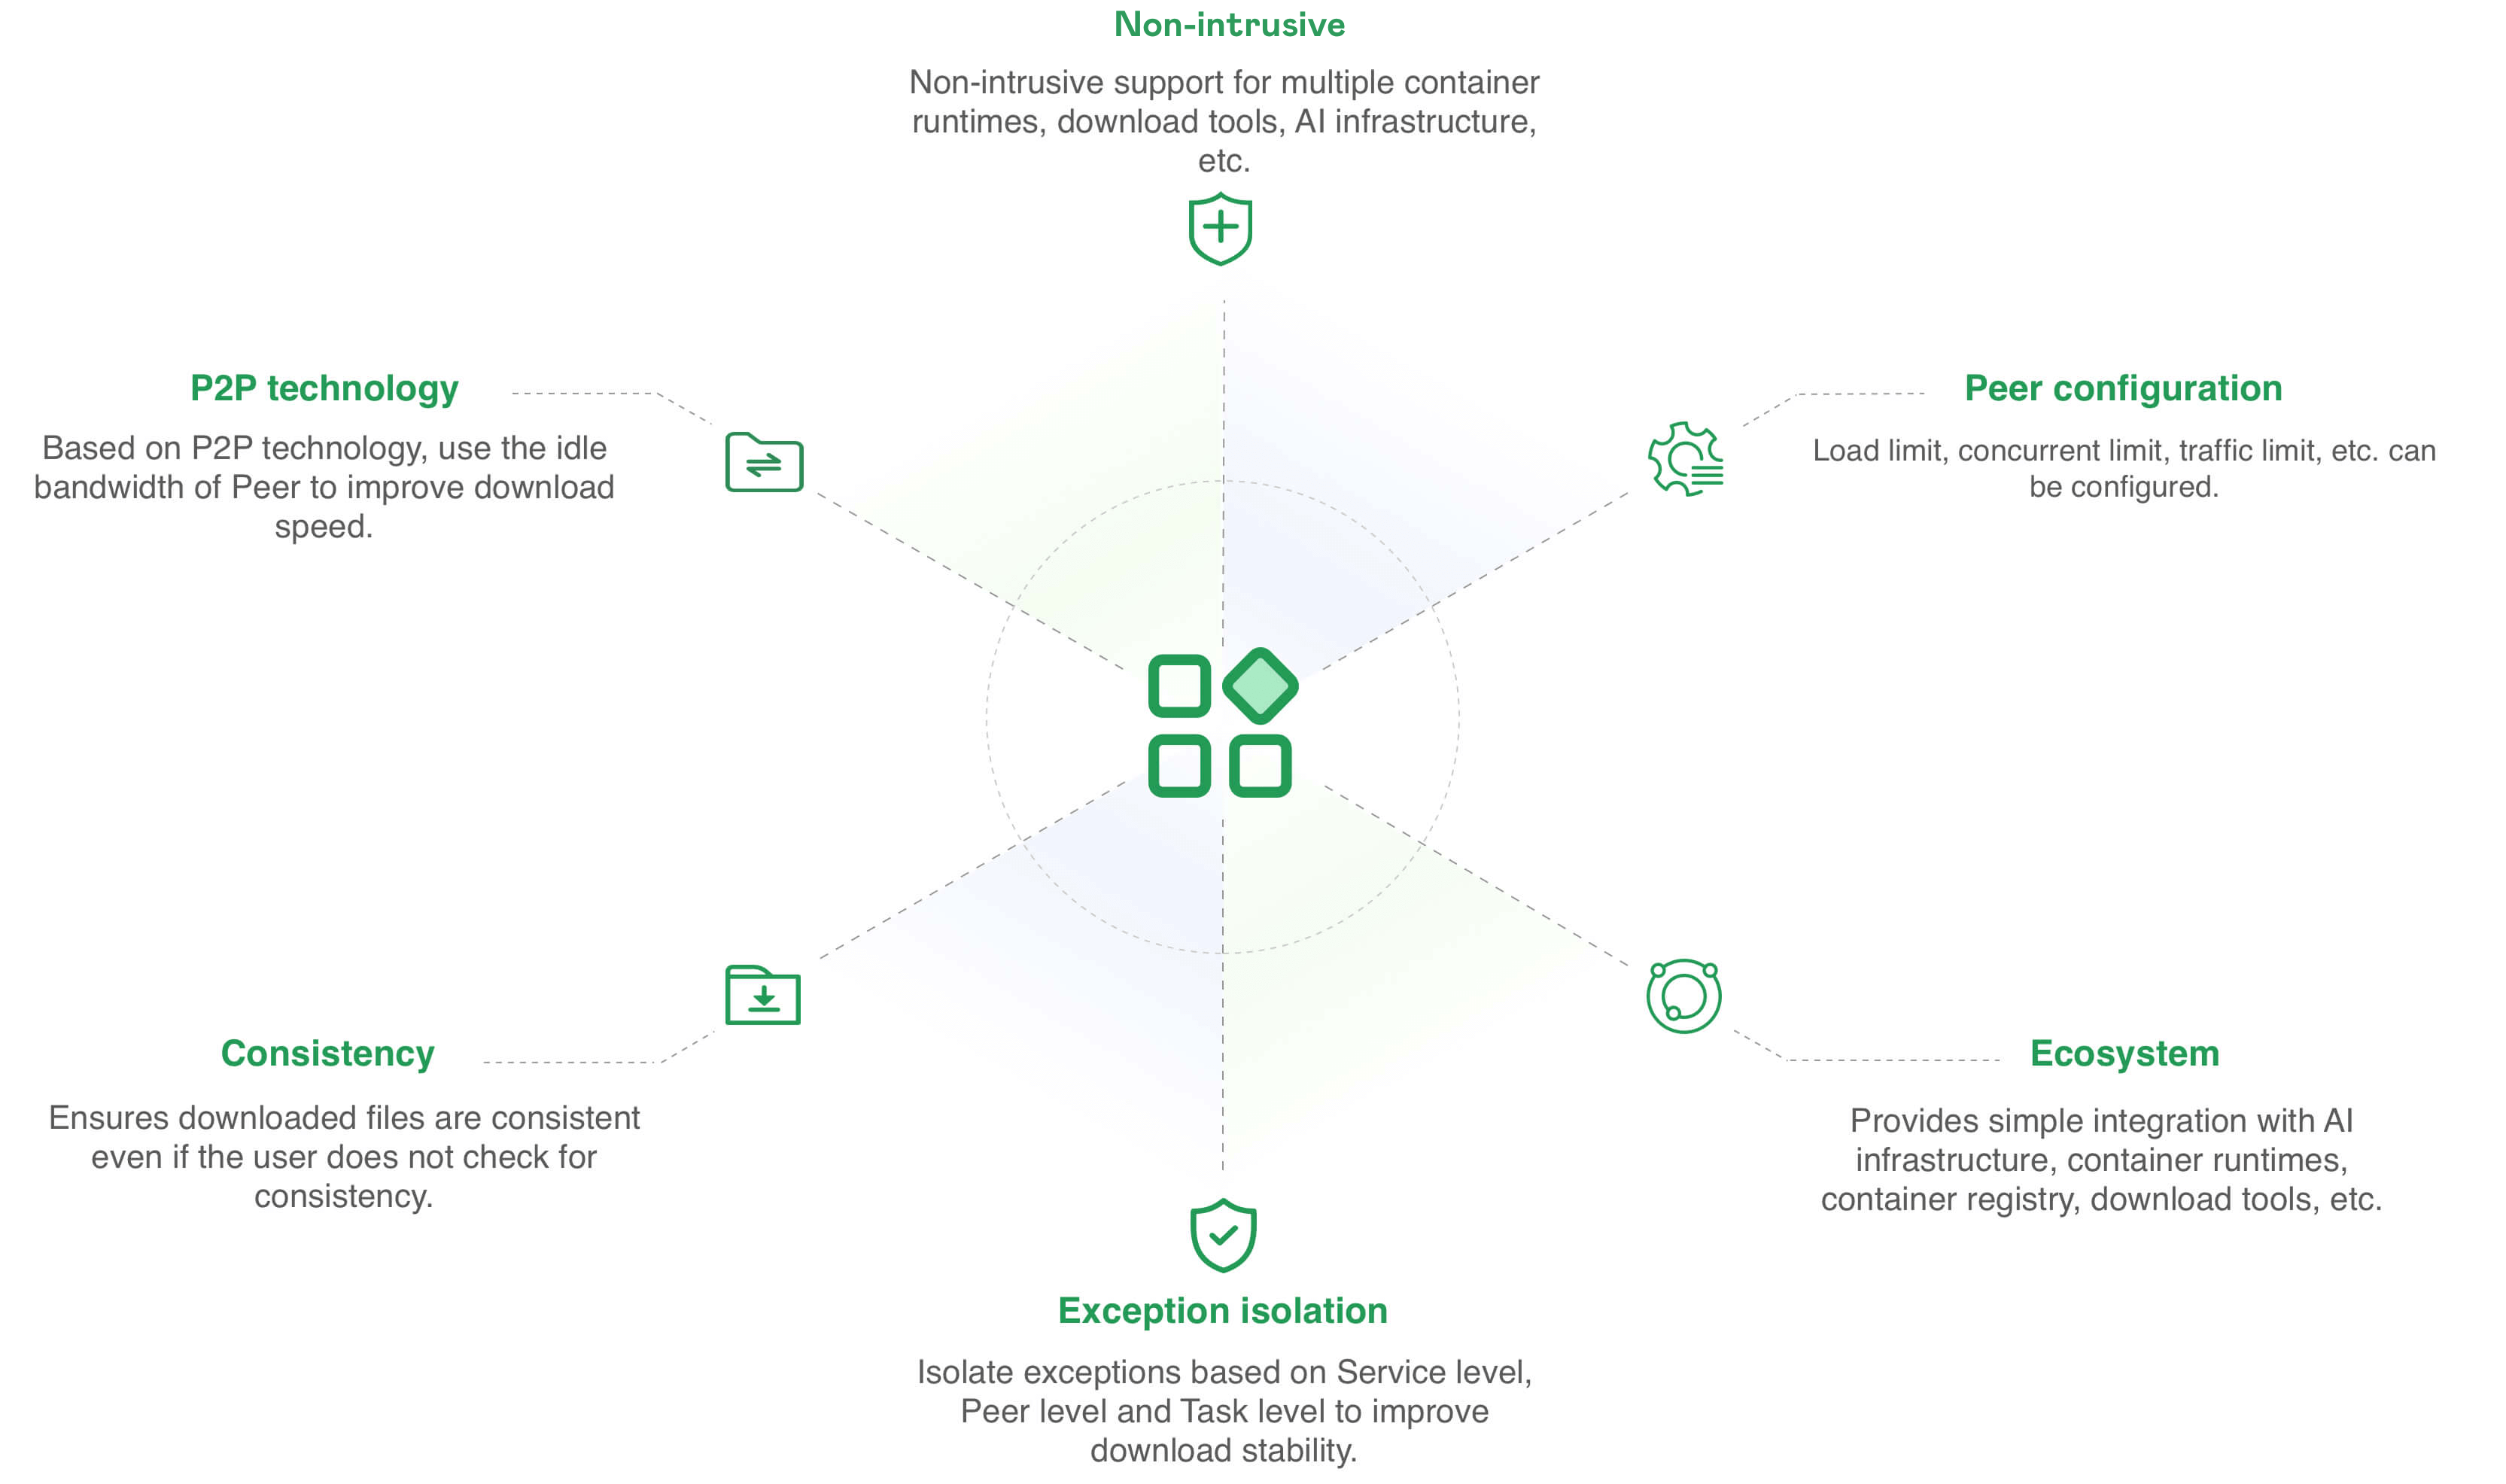 Non-intrusive
Non-intrusive support for multiple container
runtimes, download tools, AI infrastructure,
etc.
P2P technology
Based on P2P technology, use the idle
bandwidth of Peer to improve download
speed.
Peer configuration
Load limit, concurrent limit, traffic limit, etc. can
be configured.
Consistency
Ensures downloaded files are consistent
even if the user does not check for
consistency.
Ecosystem
Provides simple integration with AI
infrastructure, container runtimes,
container registry, download tools, etc.
Exception isolation
Isolate exceptions based on Service level,
Peer level and Task level to improve
download stability.